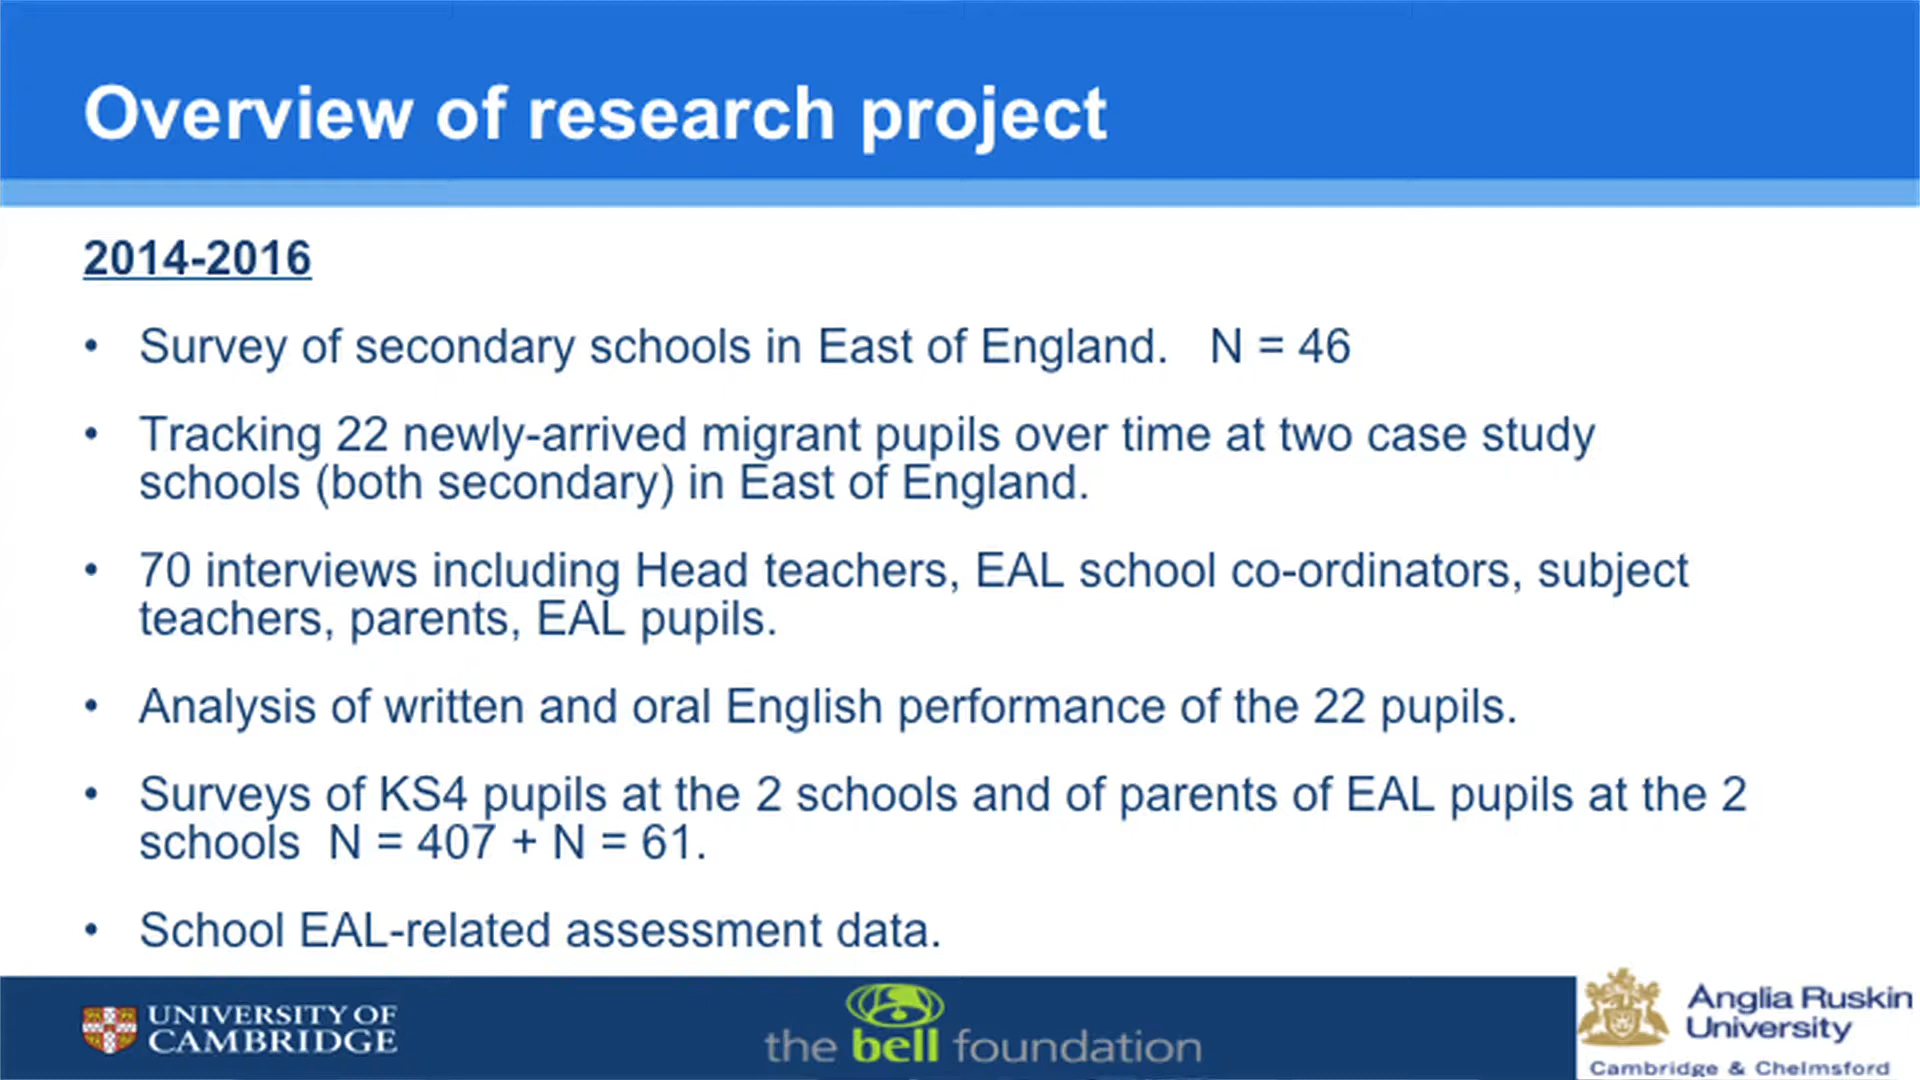 Overview of research project
2014-2016
• Survey of secondary schools in East of England.   N = 46
• Tracking 22 newly-arrived migrant pupils over time at two case study
schools (both secondary) in East of England.
• 70 interviews including Head teachers, EAL school co-ordinators, subject
teachers, parents, EAL pupils.
• Analysis of written and oral English performance of the 22 pupils.
• Surveys of KS4 pupils at the 2 schools and of parents of EAL pupils at the 2
schools  N = 407 + N = 61.
• School EAL-related assessment data.
UNIVERSITY OF
CAMBRIDGE
the bell foundation
Anglia Ruskin
University
Cambridge & Chelmsford